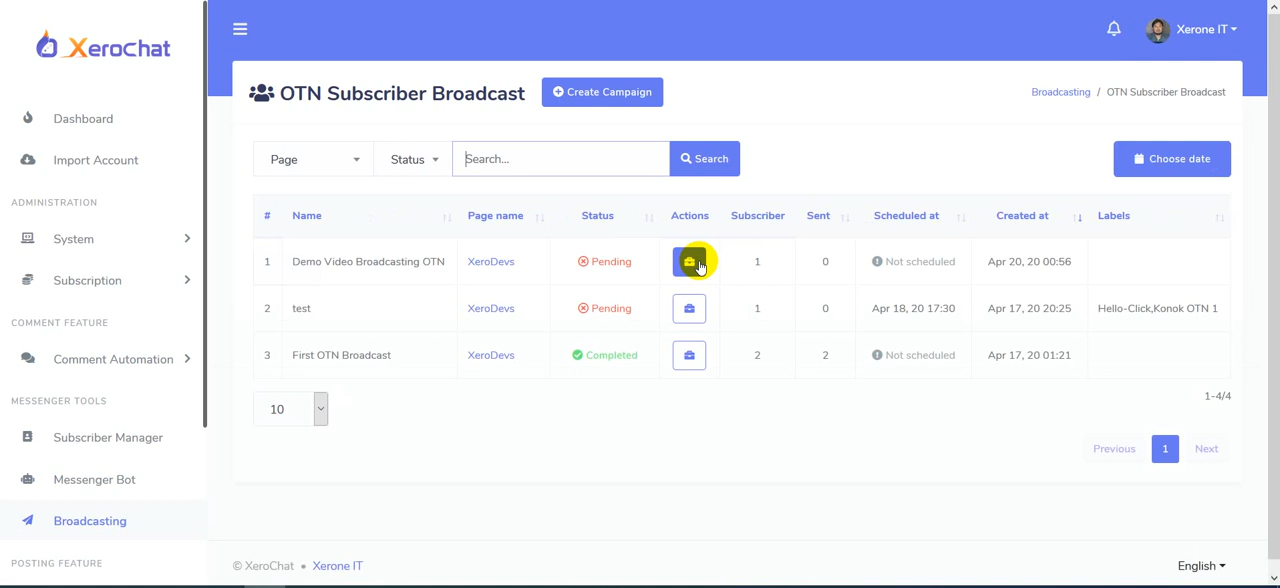 Xerochat
Xerone IT
Dashboard
Import Account
ADMINISTRATION
System
Subscription
COMMENT FEATURE
Comment Automation
MESSENGER TOOLS
Subscriber Manager
Messenger Bot
Broadcasting
POSTING FEATURE
OTN Subscriber Broadcast
Create Campaign
Broadcasting / OTN Subscriber Broadcast
Page Status Search... Search Choose date
# Name Page name Status Actions Subscriber Sent Scheduled at Created at Labels
1 Demo Video Broadcasting OTN XeroDevs Pending 1 0 Not scheduled Apr 20, 20 00:56
2 test XeroDevs Pending 1 0 Apr 18, 20 17:30 Apr 17, 20 20:25 Hello-Click,Konok OTN 1
3 First OTN Broadcast XeroDevs Completed 2 2 Not scheduled Apr 17, 20 01:21
10
1-4/4
Previous 1 Next
© XeroChat • Xerone IT
English